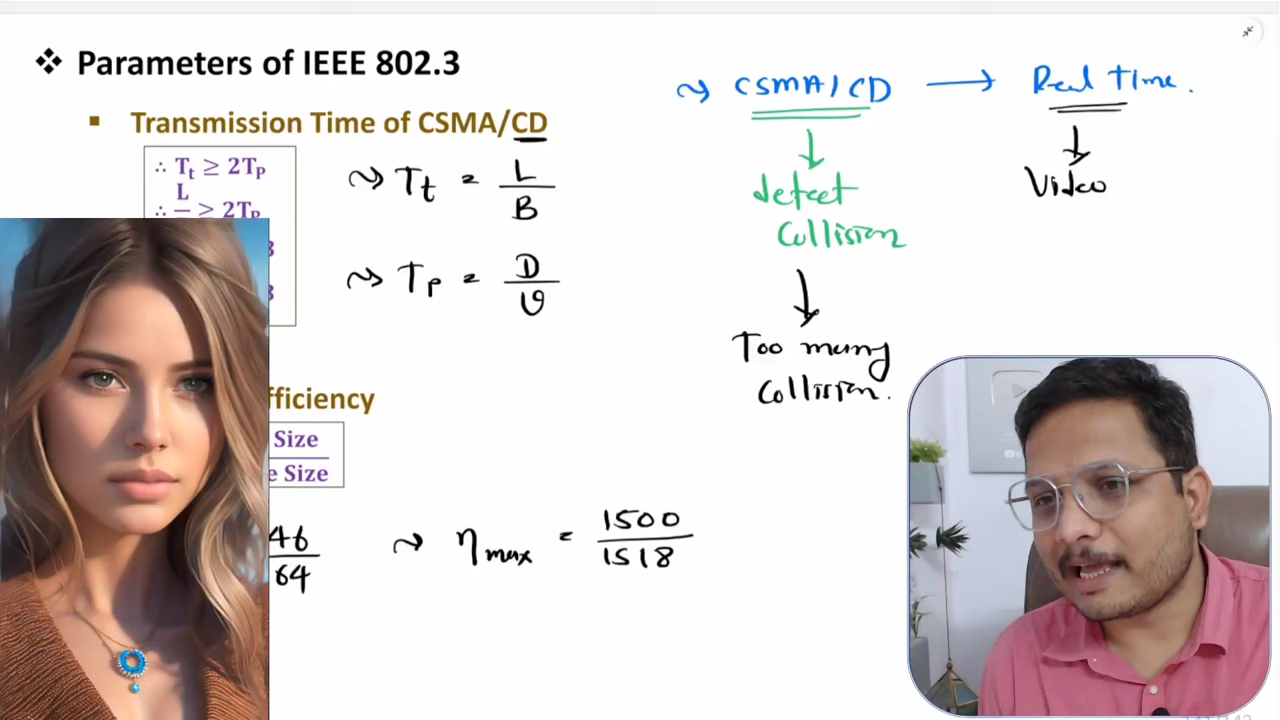 ❖ Parameters of IEEE 802.3
▪ Transmission Time of CSMA/CD
∴ Tt ≥ 2TP
∴ L/ ≥ 2TP
B
B
~> Tt = L/B
~> TP = D/v
~> CSMA/CD → Real Time.
↓
detect
Collision
↓
Too many
Collision.
↓
Video
fficiency
Size
e Size
46/64
~> ηmax = 1500/1518